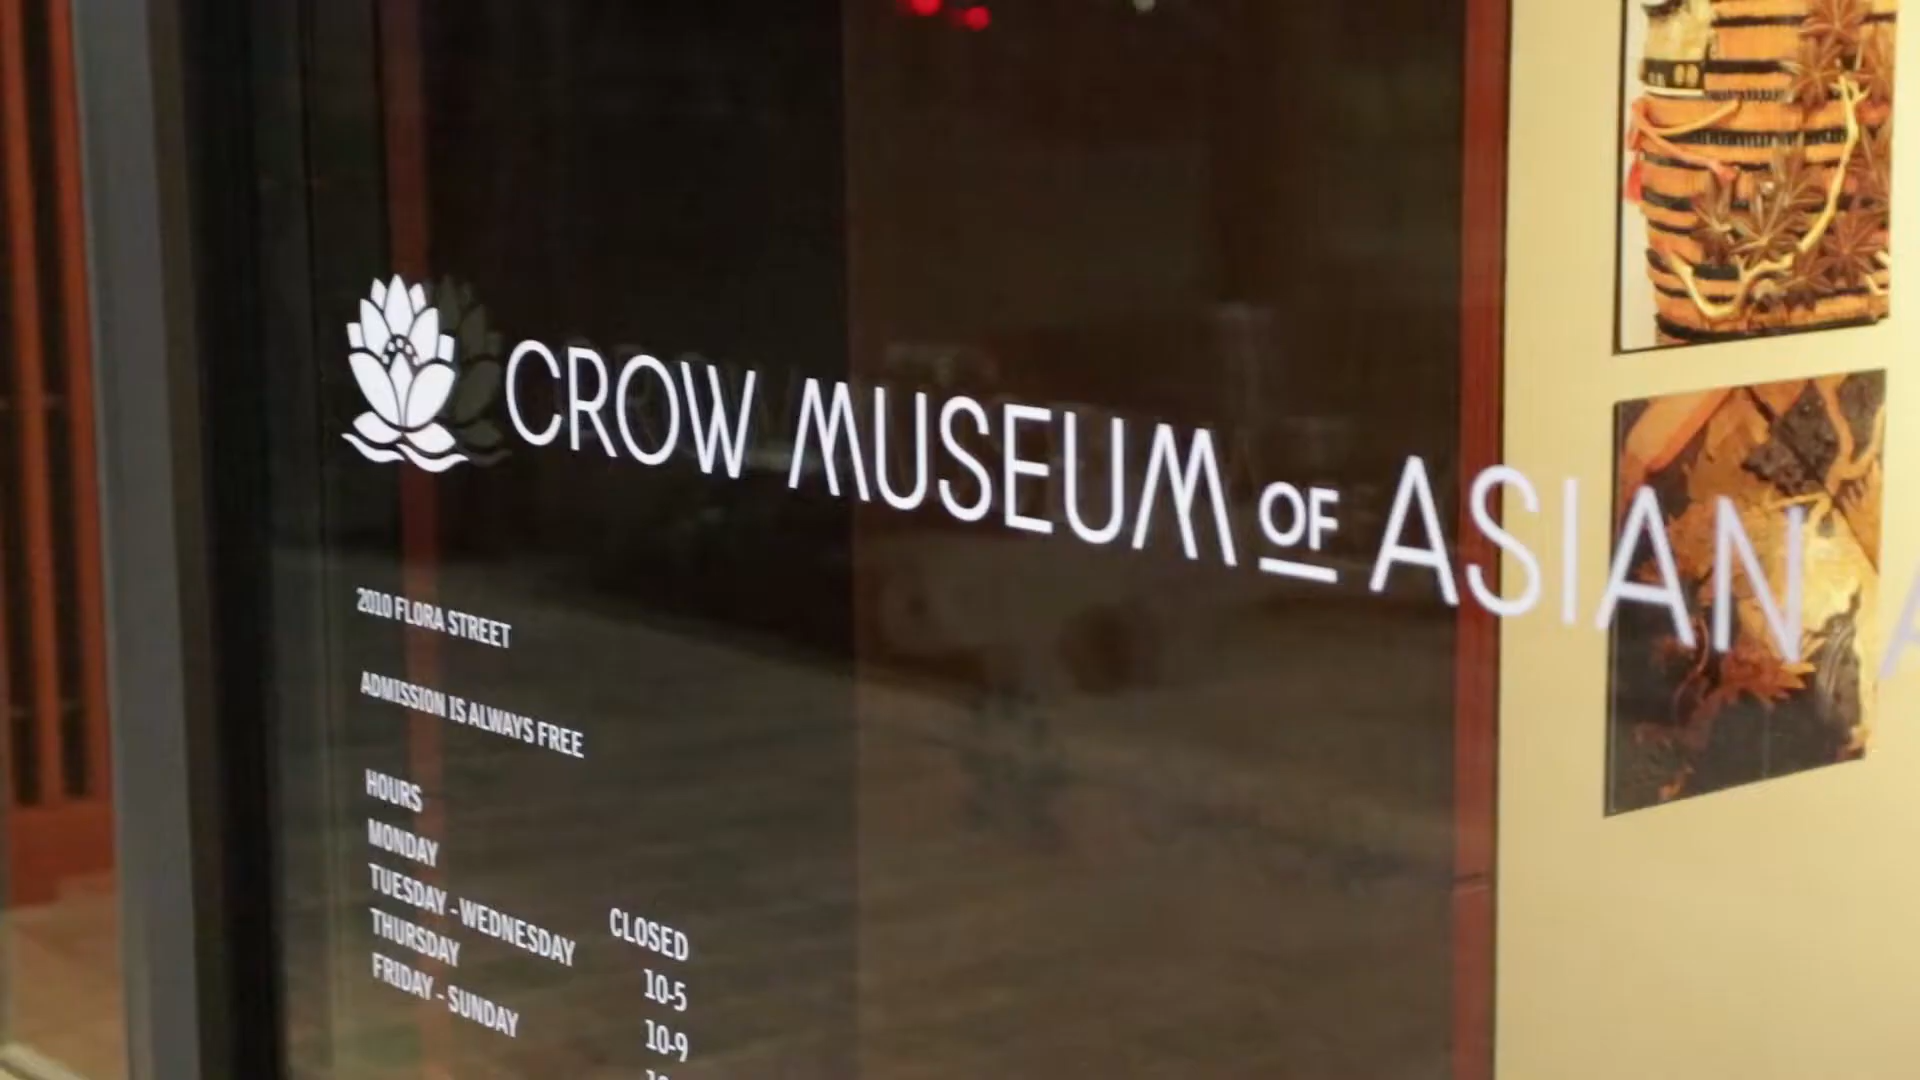 CROW MUSEUM OF ASIAN
2010 FLORA STREET
ADMISSION IS ALWAYS FREE
HOURS
MONDAY CLOSED
TUESDAY - WEDNESDAY 10-5
THURSDAY 10-9
FRIDAY - SUNDAY